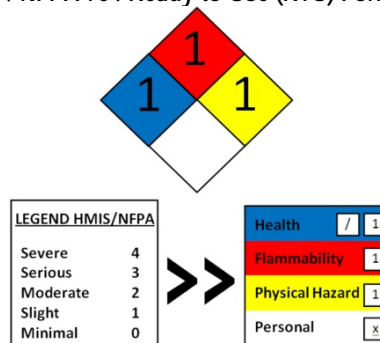 1
1 1
LEGEND HMIS/NFPA
Severe 4
Serious 3
Moderate 2
Slight 1
Minimal 0
>>
Health / 1
Flammability 1
Physical Hazard 1
Personal x